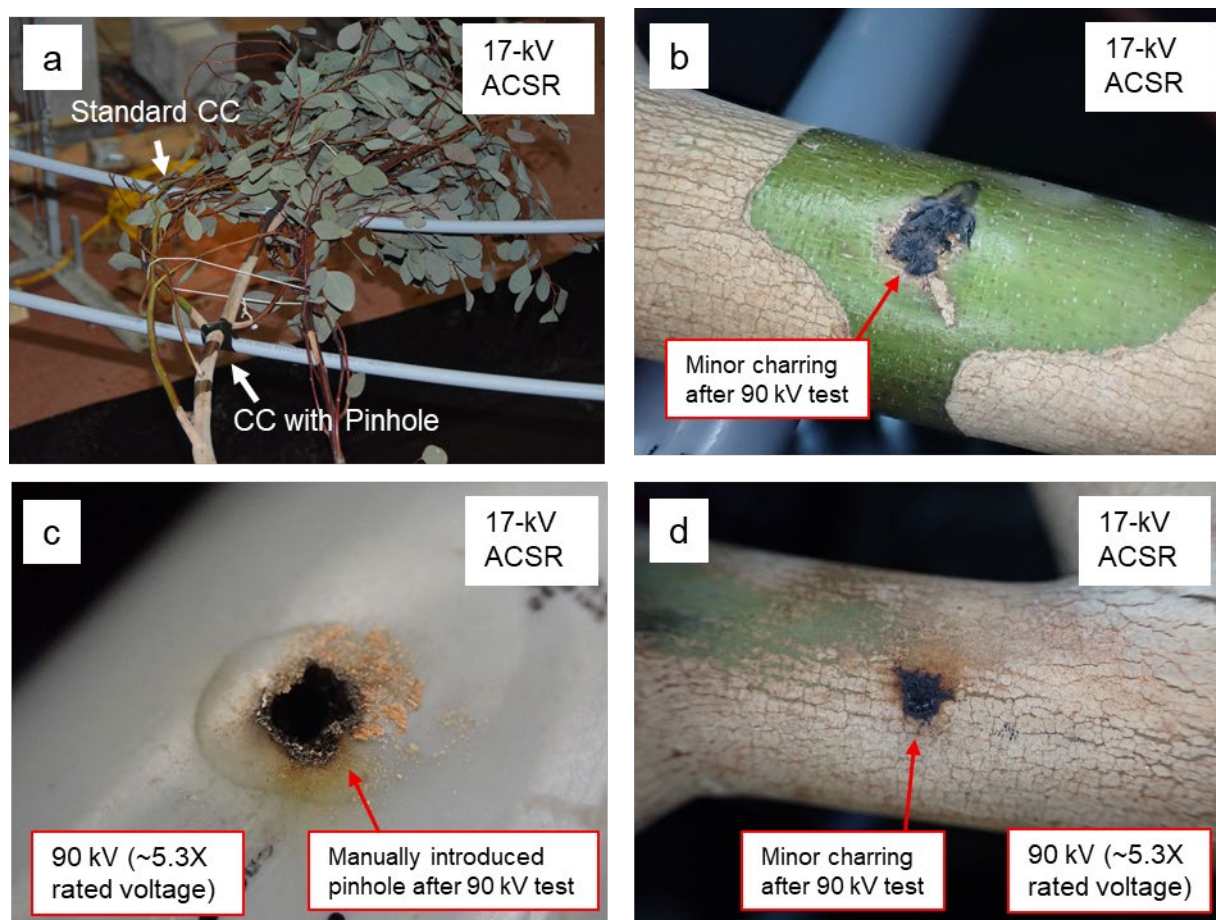 a
17-kV
ACSR
Standard CC
CC with Pinhole
b
17-kV
ACSR
Minor charring
after 90 kV test
c
17-kV
ACSR
90 kV (~5.3X
rated voltage)
Manually introduced
pinhole after 90 kV test
d
17-kV
ACSR
Minor charring
after 90 kV test
90 kV (~5.3X
rated voltage)